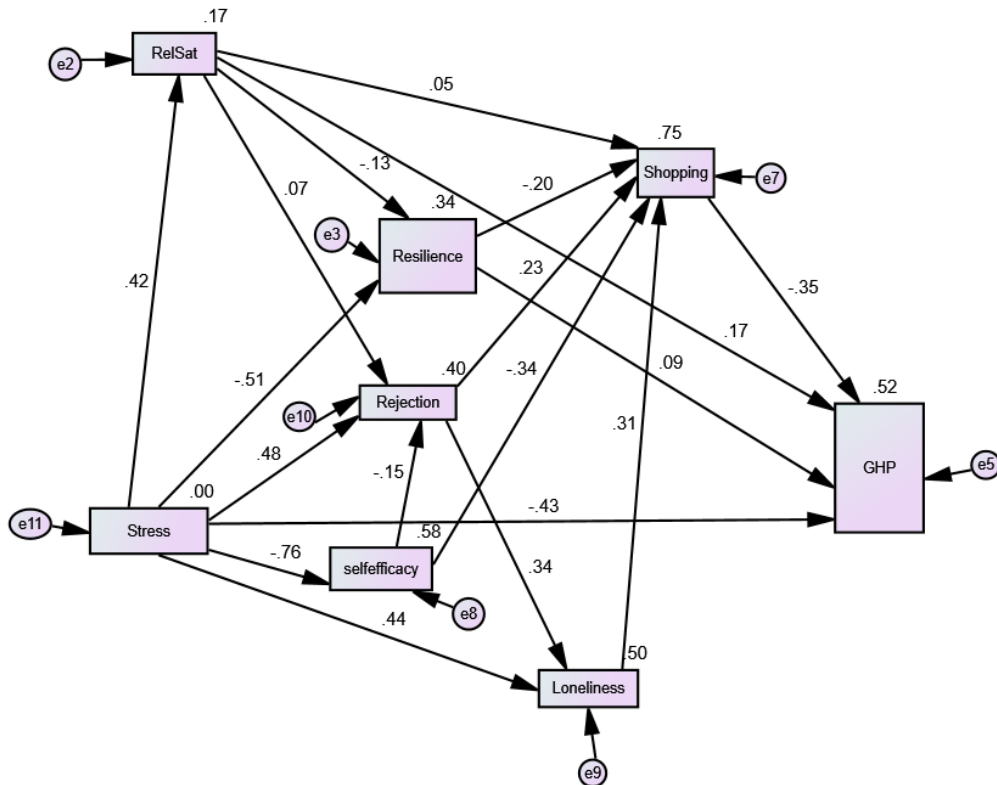 .17
e2
RelSat
.05
.75
Shopping
e7
-.13
-.20
.07
.34
e3
Resilience
.23
.42
-.35
.17
.09
-.51
.40
-.34
.52
Rejection
e10
.31
.48
-.15
GHP
e5
.00
-.43
e11
Stress
.58
-.76
selfefficacy
.34
e8
.44
.50
Loneliness
e9